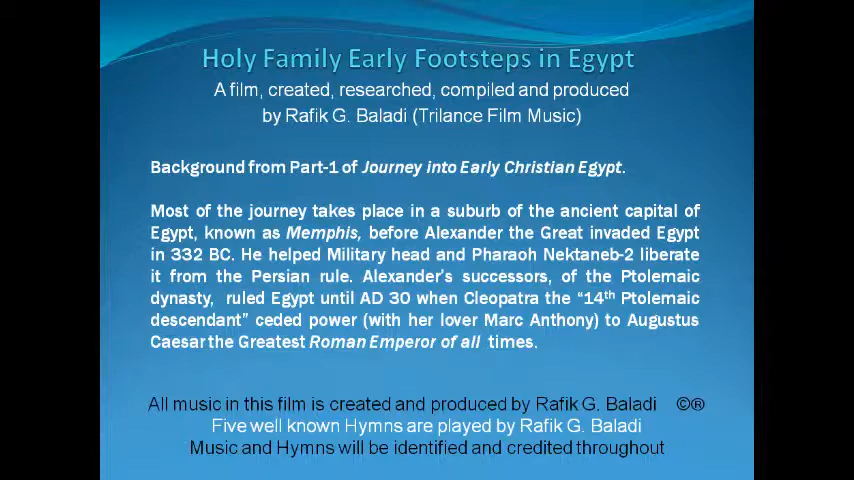 Holy Family Early Footsteps in Egypt
A film, created, researched, compiled and produced
by Rafik G. Baladi (Trilance Film Music)
Background from Part-1 of Journey into Early Christian Egypt.
Most of the journey takes place in a suburb of the ancient capital of
Egypt, known as Memphis, before Alexander the Great invaded Egypt
in 332 BC. He helped Military head and Pharaoh Nektaneb-2 liberate
it from the Persian rule. Alexander's successors, of the Ptolemaic
dynasty, ruled Egypt until AD 30 when Cleopatra the “14th Ptolemaic
descendant” ceded power (with her lover Marc Anthony) to Augustus
Caesar the Greatest Roman Emperor of all times.
All music in this film is created and produced by Rafik G. Baladi ©®
Five well known Hymns are played by Rafik G. Baladi
Music and Hymns will be identified and credited throughout